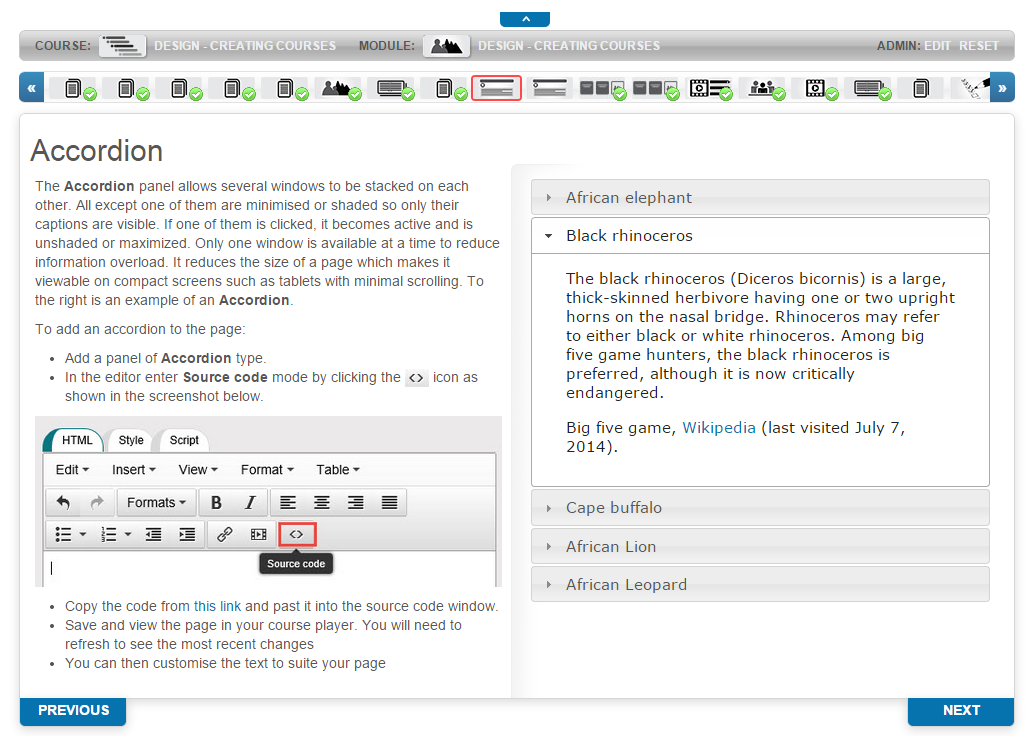 COURSE: DESIGN - CREATING COURSES MODULE: DESIGN - CREATING COURSES ADMIN: EDIT RESET
« »
Accordion
The Accordion panel allows several windows to be stacked on each
other. All except one of them are minimised or shaded so only their
captions are visible. If one of them is clicked, it becomes active and is
unshaded or maximized. Only one window is available at a time to reduce
information overload. It reduces the size of a page which makes it
viewable on compact screens such as tablets with minimal scrolling. To
the right is an example of an Accordion.
To add an accordion to the page:
• Add a panel of Accordion type.
• In the editor enter Source code mode by clicking the <> icon as
shown in the screenshot below.
HTML Style Script
Edit Insert View Format Table
Formats B I
<>
Source code
• Copy the code from this link and past it into the source code window.
• Save and view the page in your course player. You will need to
refresh to see the most recent changes
• You can then customise the text to suite your page
African elephant
Black rhinoceros
The black rhinoceros (Diceros bicornis) is a large,
thick-skinned herbivore having one or two upright
horns on the nasal bridge. Rhinoceros may refer
to either black or white rhinoceros. Among big
five game hunters, the black rhinoceros is
preferred, although it is now critically
endangered.
Big five game, Wikipedia (last visited July 7,
2014).
Cape buffalo
African Lion
African Leopard
PREVIOUS
NEXT